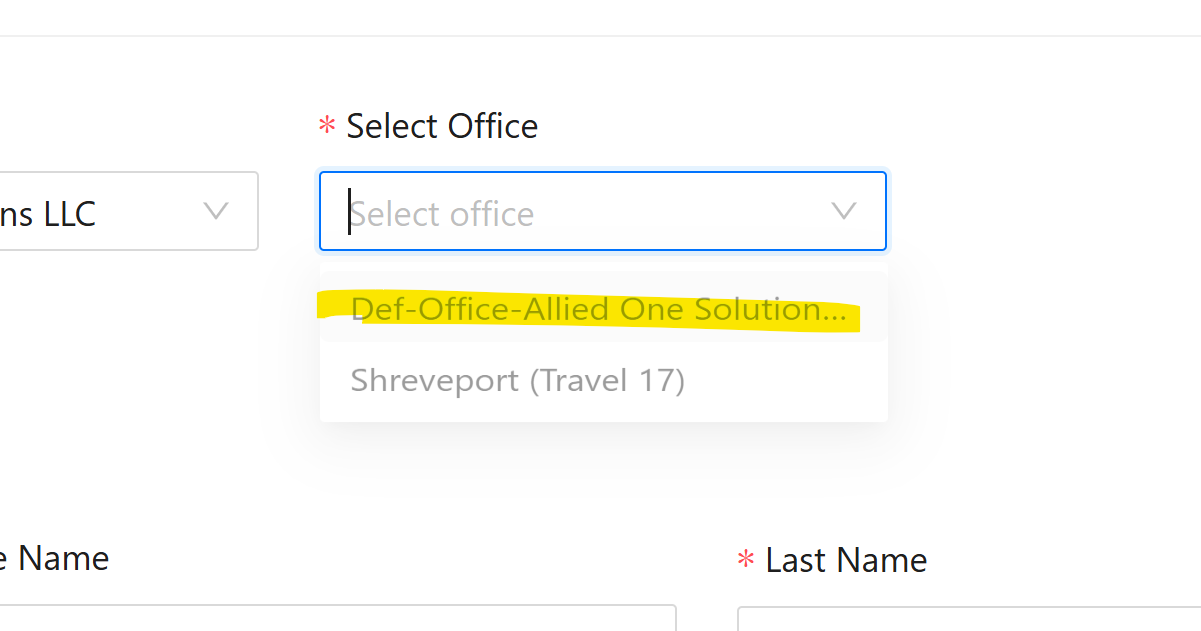 * Select Office
ns LLC
Select office
Def-Office-Allied One Solution...
Shreveport (Travel 17)
e Name
* Last Name